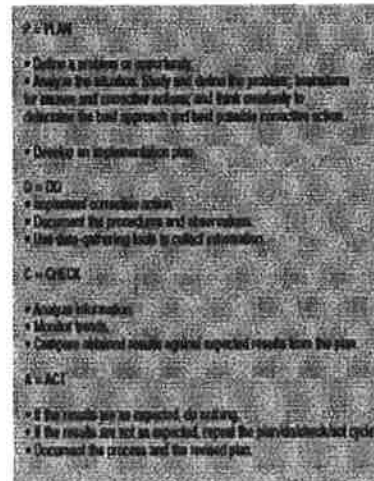 P = PLAN
• Define a problem or opportunity.
• Analyze the situation. Study and define the problem; brainstorm
for causes and corrective actions; and think creatively to
determine the best approach and best possible corrective action.
• Develop an implementation plan.
D = DO
• Implement corrective action.
• Document the procedures and observations.
• Use data-gathering tools to collect information.
C = CHECK
• Analyze information.
• Monitor trends.
• Compare obtained results against expected results from the plan.
A = ACT
• If the results are as expected, do nothing.
• If the results are not as expected, repeat the plan/do/check/act cycle.
• Document the process and the revised plan.